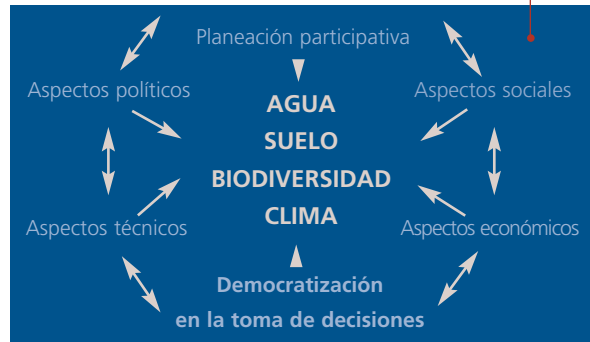 Planeación participativa
Aspectos políticos
Aspectos sociales
AGUA
SUELO
BIODIVERSIDAD
CLIMA
Aspectos técnicos
Aspectos económicos
Democratización
en la toma de decisiones